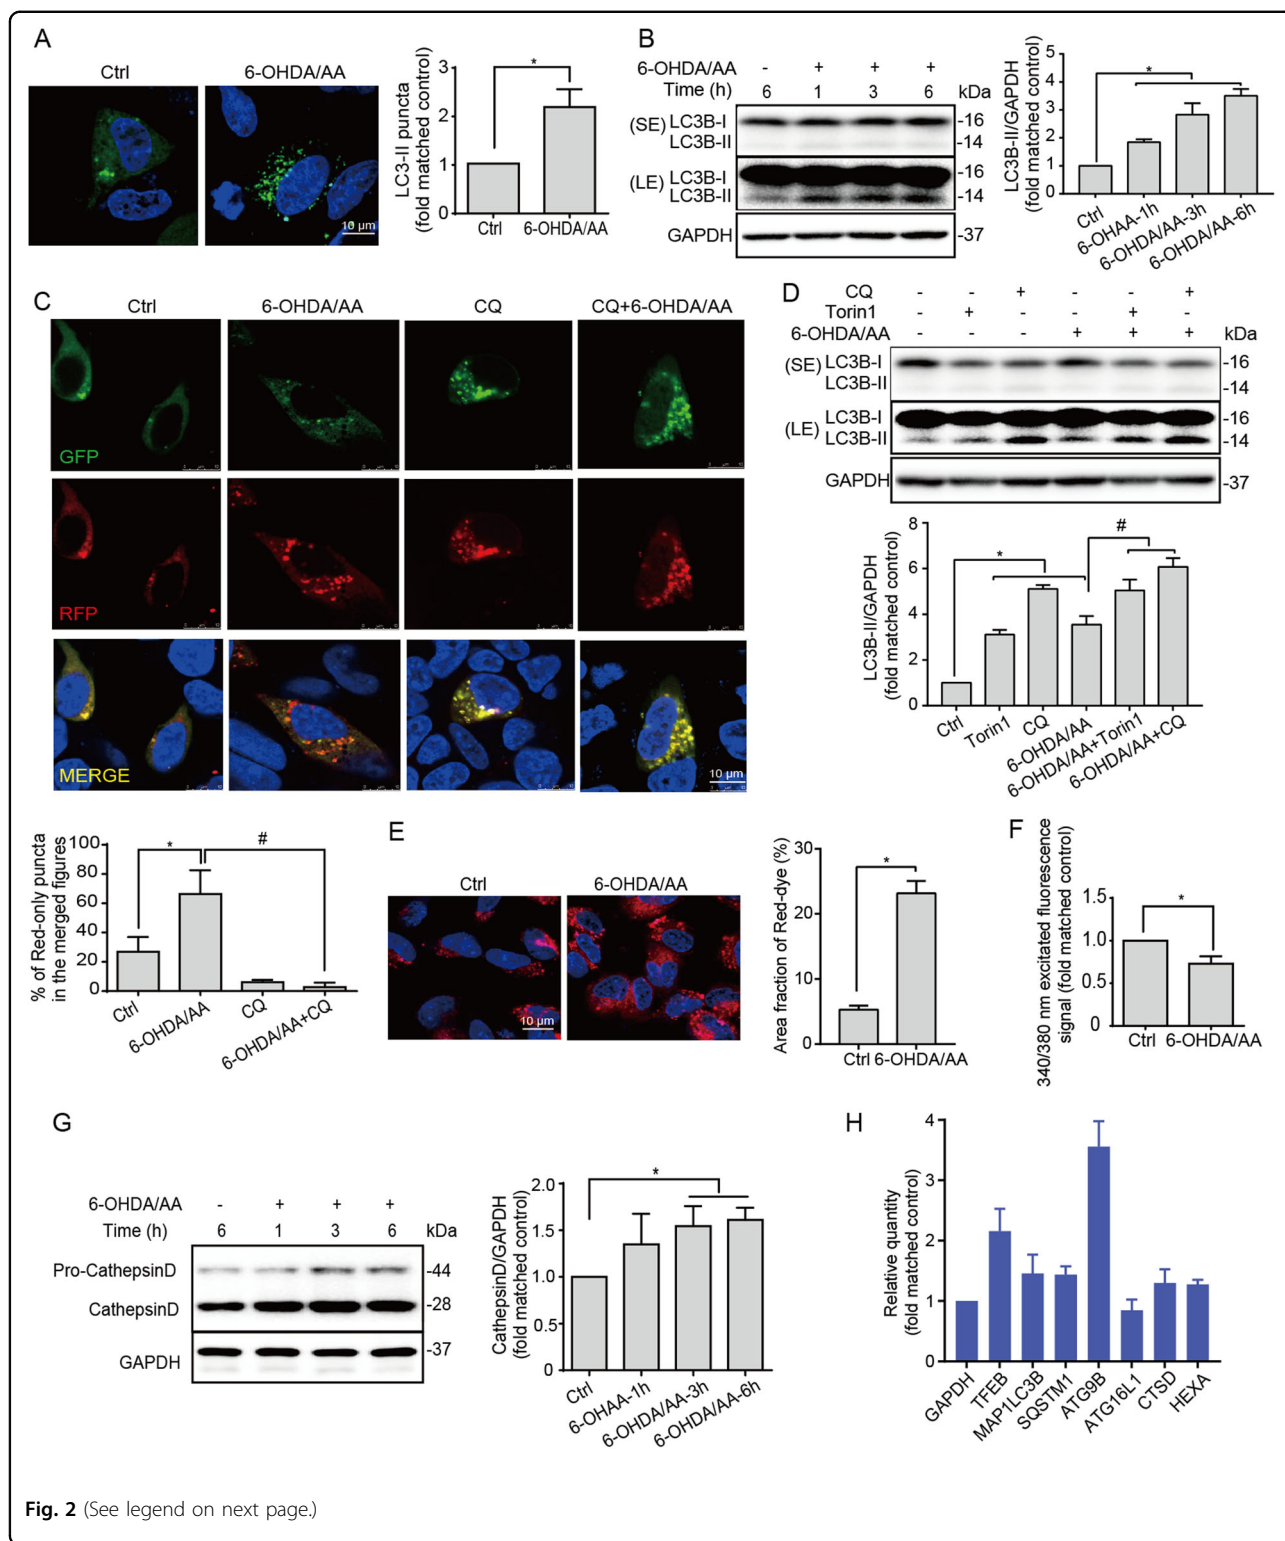 A
Ctrl
6-OHDA/AA
10 µm
LC3-II puncta
(fold matched control)
3
2
1
0
*
Ctrl
6-OHDA/AA
B
6-OHDA/AA - + + +
Time (h) 6 1 3 6 kDa
(SE) LC3B-I -16
LC3B-II -14
(LE) LC3B-I -16
LC3B-II -14
GAPDH -37
LC3B-II/GAPDH
(fold matched control)
5
4
3
2
1
0
*
Ctrl
6-OHAA-1h
6-OHDA/AA-3h
6-OHDA/AA-6h
C
Ctrl
6-OHDA/AA
CQ
CQ+6-OHDA/AA
GFP
RFP
MERGE
10 µm
% of Red-only puncta
in the merged figures
100
80
60
40
20
0
*
#
Ctrl
6-OHDA/AA
CQ
6-OHDA/AA+CQ
D
CQ - - + - - +
Torin1 - + - - + -
6-OHDA/AA - - - + + + kDa
(SE) LC3B-I -16
LC3B-II -14
(LE) LC3B-I -16
LC3B-II -14
GAPDH -37
LC3B-II/GAPDH
(fold matched control)
8
6
4
2
0
*
#
Ctrl
Torin1
CQ
6-OHDA/AA
6-OHDA/AA+Torin1
6-OHDA/AA+CQ
E
Ctrl
6-OHDA/AA
10 µm
Area fraction of Red-dye (%)
30
20
10
0
*
Ctrl 6-OHDA/AA
F
340/380 nm excitated fluorescence
signal (fold matched control)
1.5
1.0
0.5
0
*
Ctrl 6-OHDA/AA
G
6-OHDA/AA - + + +
Time (h) 6 1 3 6 kDa
Pro-CathepsinD -44
CathepsinD -28
GAPDH -37
CathepsinD/GAPDH
(fold matched control)
2.0
1.5
1.0
0.5
0
*
Ctrl
6-OHAA-1h
6-OHDA/AA-3h
6-OHDA/AA-6h
H
Relative quantity
(fold matched control)
4
3
2
1
0
GAPDH
TFEB
MAP1LC3B
SQSTM1
ATG9B
ATG16L1
CTSD
HEXA
Fig. 2 (See legend on next page.)